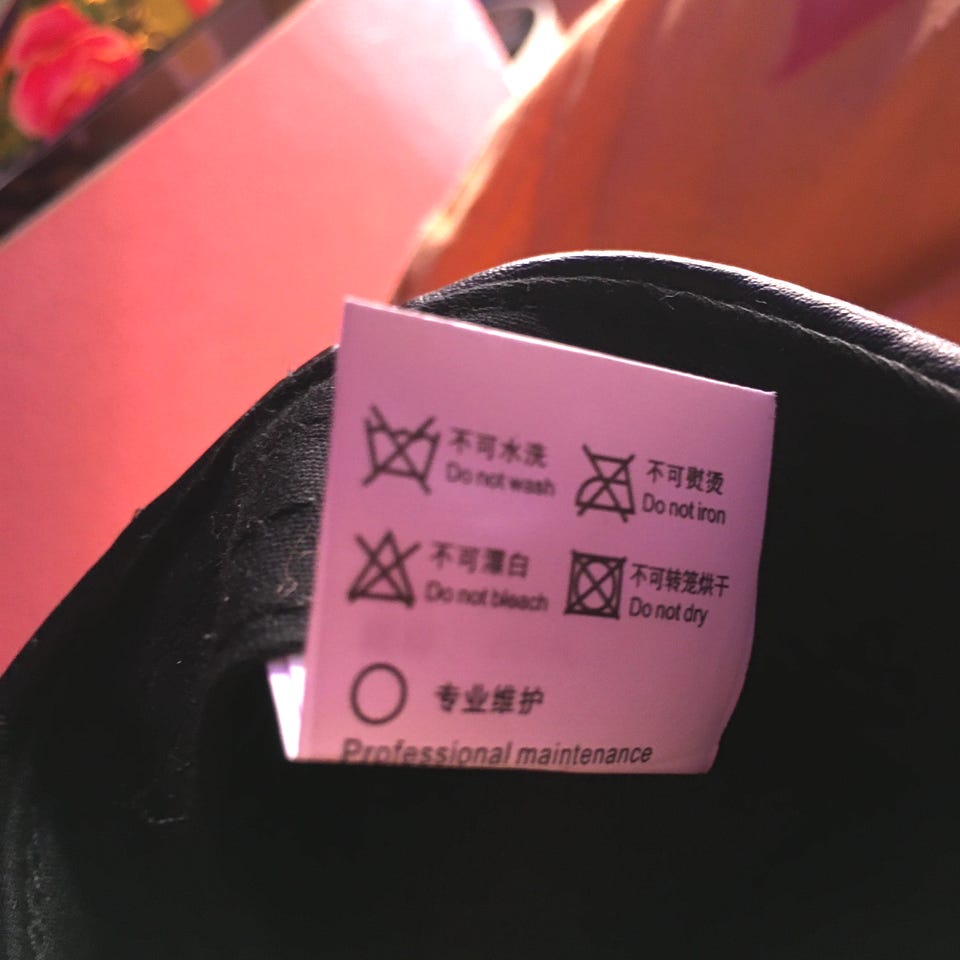 不可水洗
Do not wash
不可熨烫
Do not iron
不可漂白
Do not bleach
不可转笼烘干
Do not dry
专业维护
Professional maintenance